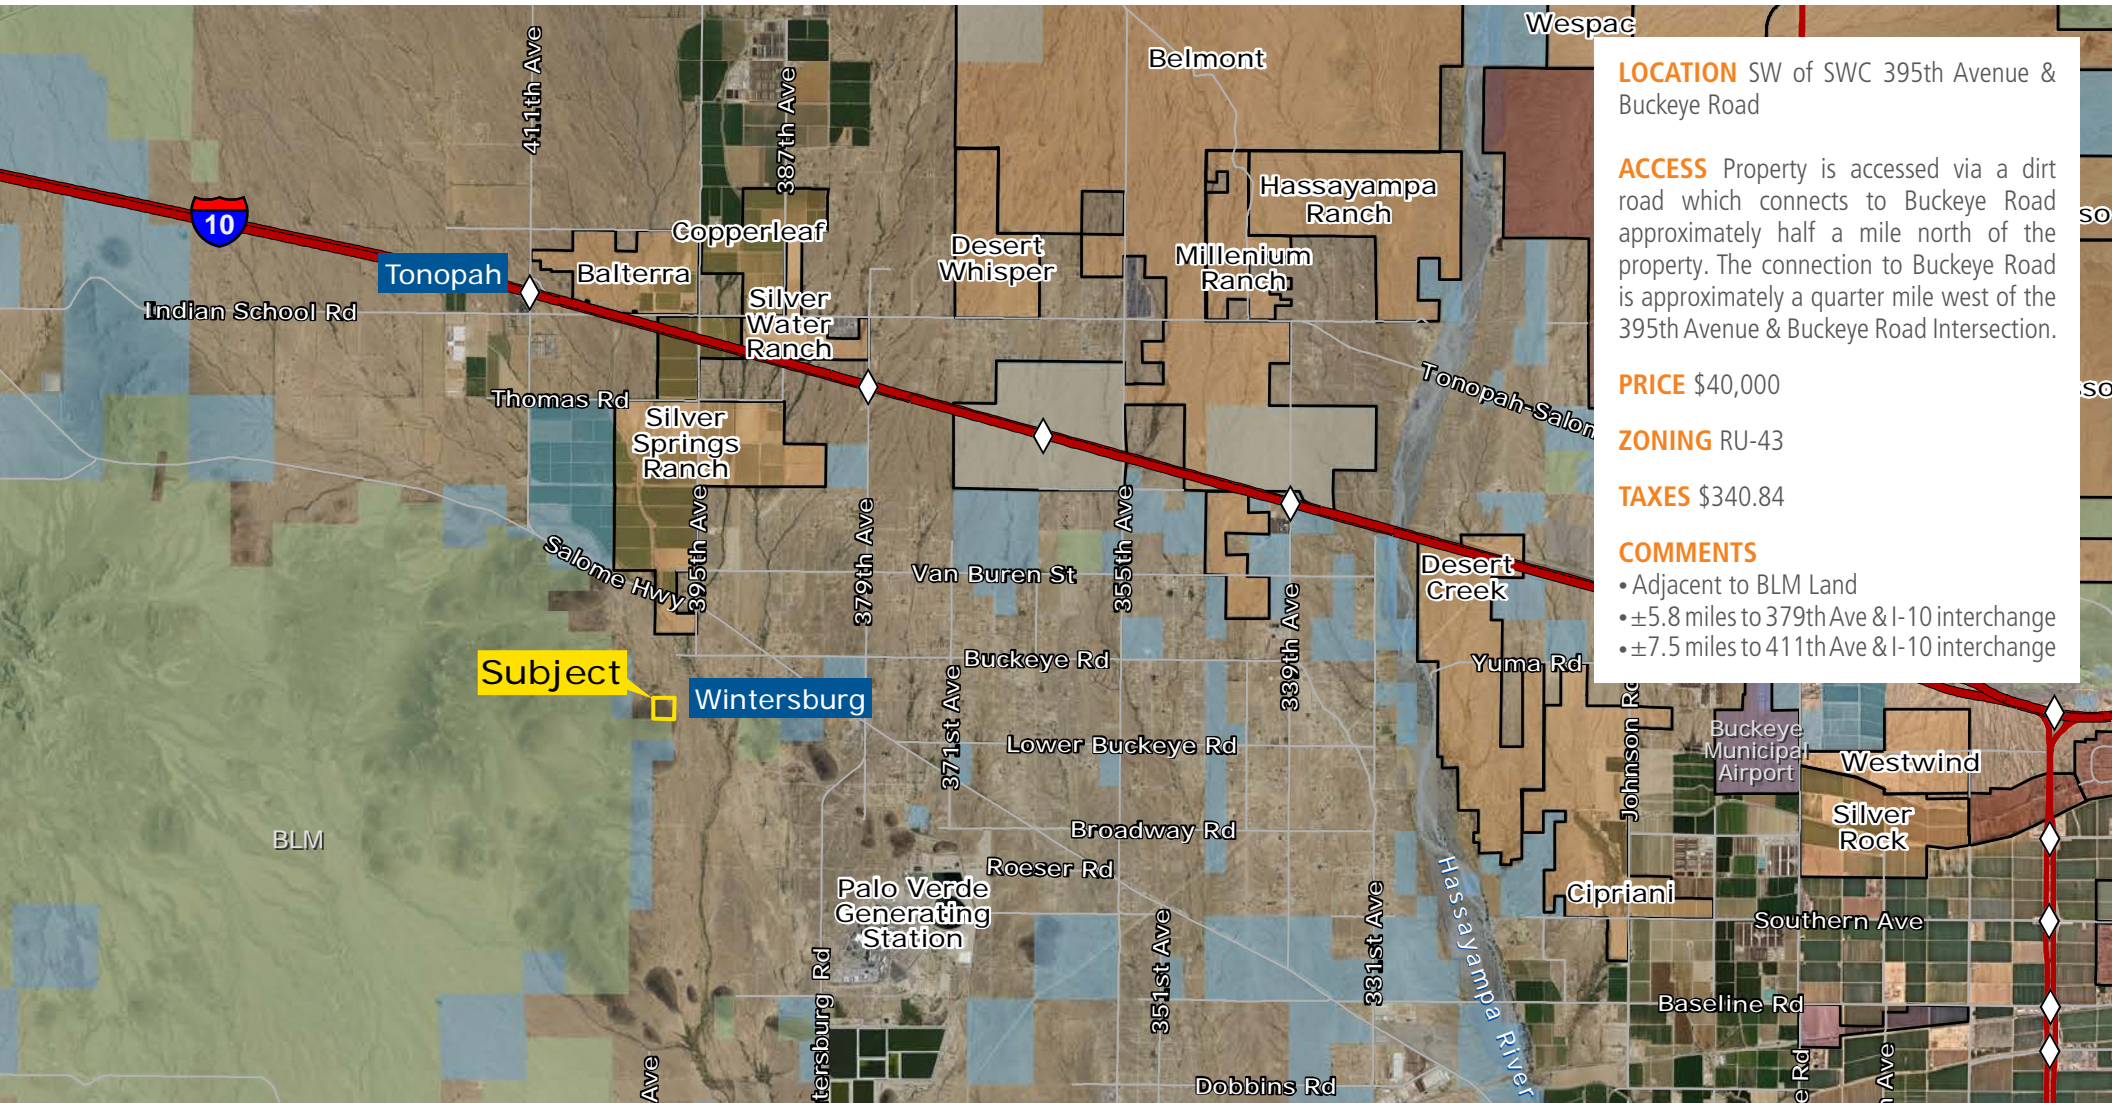 Wespac
Belmont
411th Ave
387th Ave
10
Tonopah
Copperleaf
Balterra
Silver
Water
Ranch
Desert
Whisper
Hassayampa
Ranch
Millenium
Ranch
Indian School Rd
Thomas Rd
Silver
Springs
Ranch
Tonopah-Salom
Salome Hwy
395th Ave
379th Ave
Van Buren St
355th Ave
339th Ave
Desert
Creek
Subject
Wintersburg
Buckeye Rd
371st Ave
Yuma Rd
Lower Buckeye Rd
Johnson Rd
Buckeye
Municipal
Airport
Westwind
Silver
Rock
BLM
Broadway Rd
Roeser Rd
Palo Verde
Generating
Station
Cipriani
Southern Ave
351st Ave
331st Ave
Hassayampa River
Baseline Rd
tersburg Rd
Ave
Dobbins Rd
e Rd
Ave
so
so
LOCATION SW of SWC 395th Avenue &
Buckeye Road
ACCESS Property is accessed via a dirt
road which connects to Buckeye Road
approximately half a mile north of the
property. The connection to Buckeye Road
is approximately a quarter mile west of the
395th Avenue & Buckeye Road Intersection.
PRICE $40,000
ZONING RU-43
TAXES $340.84
COMMENTS
• Adjacent to BLM Land
• ±5.8 miles to 379th Ave & I-10 interchange
• ±7.5 miles to 411th Ave & I-10 interchange